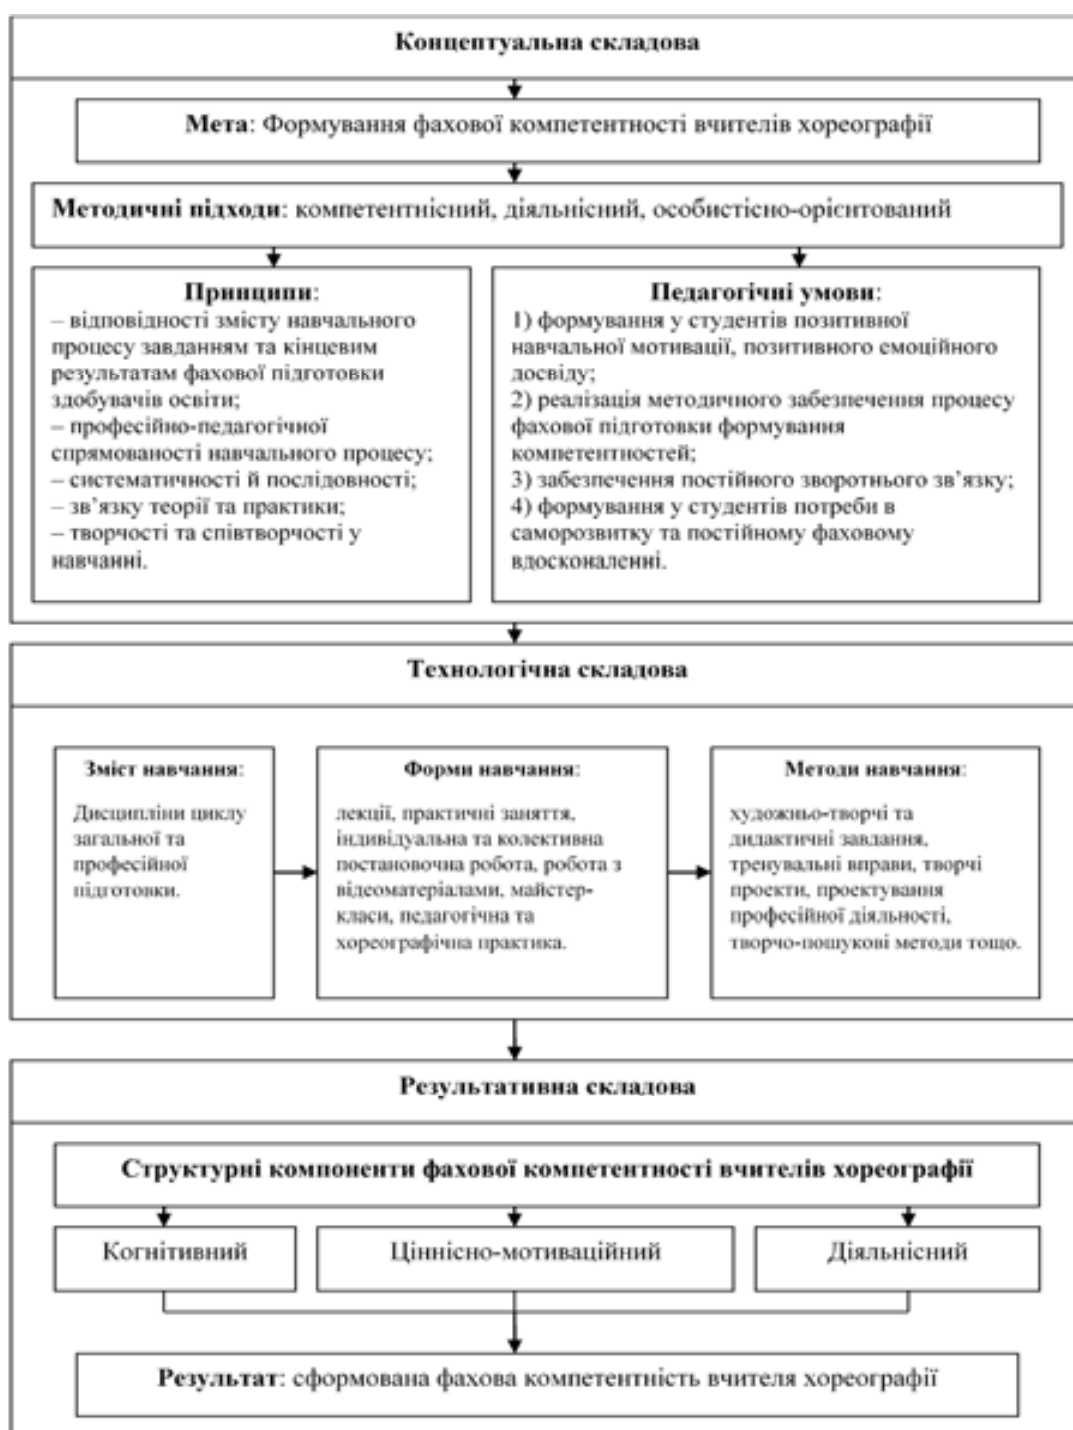 Концептуальна складова
Мета: Формування фахової компетентності вчителів хореографії
Методичні підходи: компетентнісний, діяльнісний, особистісно-орієнтований
Принципи:
– відповідності змісту навчального
процесу завданням та кінцевим
результатам фахової підготовки
здобувачів освіти;
– професійно-педагогічної
спрямованості навчального процесу;
– систематичності й послідовності;
– зв’язку теорії та практики;
– творчості та співтворчості у
навчанні.
Педагогічні умови:
1) формування у студентів позитивної
навчальної мотивації, позитивного емоційного
досвіду;
2) реалізація методичного забезпечення процесу
фахової підготовки формування
компетентностей;
3) забезпечення постійного зворотнього зв’язку;
4) формування у студентів потреби в
саморозвитку та постійному фаховому
вдосконаленні.
Технологічна складова
Зміст навчання:
Дисципліни циклу
загальної та
професійної
підготовки.
Форми навчання:
лекції, практичні заняття,
індивідуальна та колективна
постановочна робота, робота з
відеоматеріалами, майстер-
класи, педагогічна та
хореографічна практика.
Методи навчання:
художньо-творчі та
дидактичні завдання,
тренувальні вправи, творчі
проекти, проектування
професійної діяльності,
творчо-пошукові методи тощо.
Результативна складова
Структурні компоненти фахової компетентності вчителів хореографії
Когнітивний
Ціннісно-мотиваційний
Діяльнісний
Результат: сформована фахова компетентність вчителя хореографії